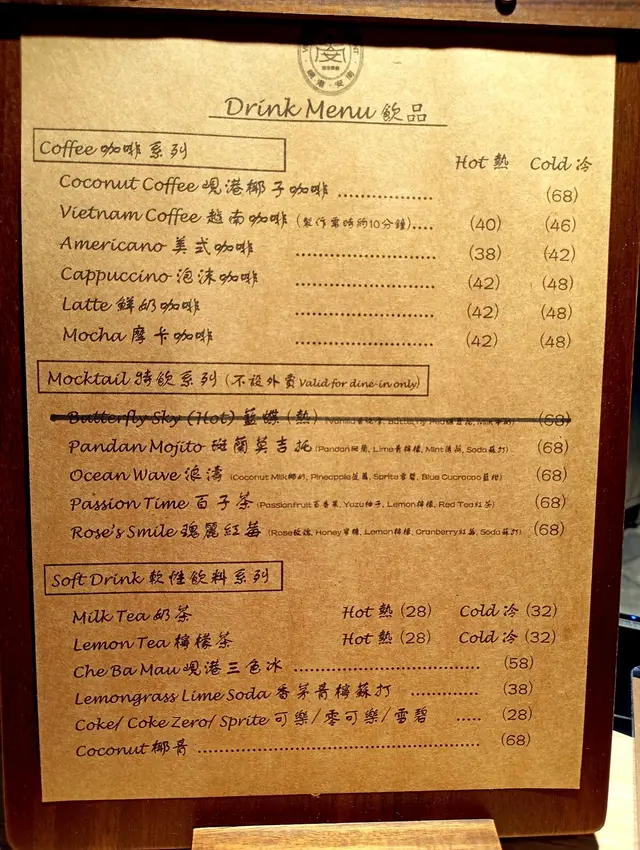 Drink Menu 飲品
Coffee 咖啡系列
Hot 熱 Cold 冷
Coconut Coffee 峴港椰子咖啡 .................. (68)
Vietnam Coffee 越南咖啡 (製作需時約10分鐘).... (40) (46)
Americano 美式咖啡 .......................... (38) (42)
Cappuccino 泡沫咖啡 .......................... (42) (48)
Latte 鮮奶咖啡 .......................... (42) (48)
Mocha 摩卡咖啡 .......................... (42) (48)
Mocktail 特飲系列 (不設外賣 Valid for dine-in only)
Butterfly Sky (Hot) 藍蝶 (熱) (68)
Pandan Mojito 斑蘭莫吉托 (Pandan斑蘭, Lime青檸檬, Mint薄荷, Soda蘇打) (68)
Ocean Wave 浪濤 (Coconut Milk椰奶, Pineapple菠蘿, Sprite雪碧, Blue Cucracao藍柑) (68)
Passion Time 百子茶 (Passionfruit百香果, Yuzu柚子, Lemon檸檬, Red Tea紅茶) (68)
Rose's Smile 瑰麗紅莓 (Rose玫瑰, Honey蜜糖, Lemon檸檬, Cranberry紅莓, Soda蘇打) (68)
Soft Drink 軟性飲料系列
Milk Tea 奶茶 Hot 熱 (28) Cold 冷 (32)
Lemon Tea 檸檬茶 Hot 熱 (28) Cold 冷 (32)
Che Ba Mau 峴港三色冰 .................................. (58)
Lemongrass Lime Soda 香茅青檸蘇打 ............ (38)
Coke/ Coke Zero/ Sprite 可樂/零可樂/雪碧 ..... (28)
Coconut 椰青 .................................................. (68)